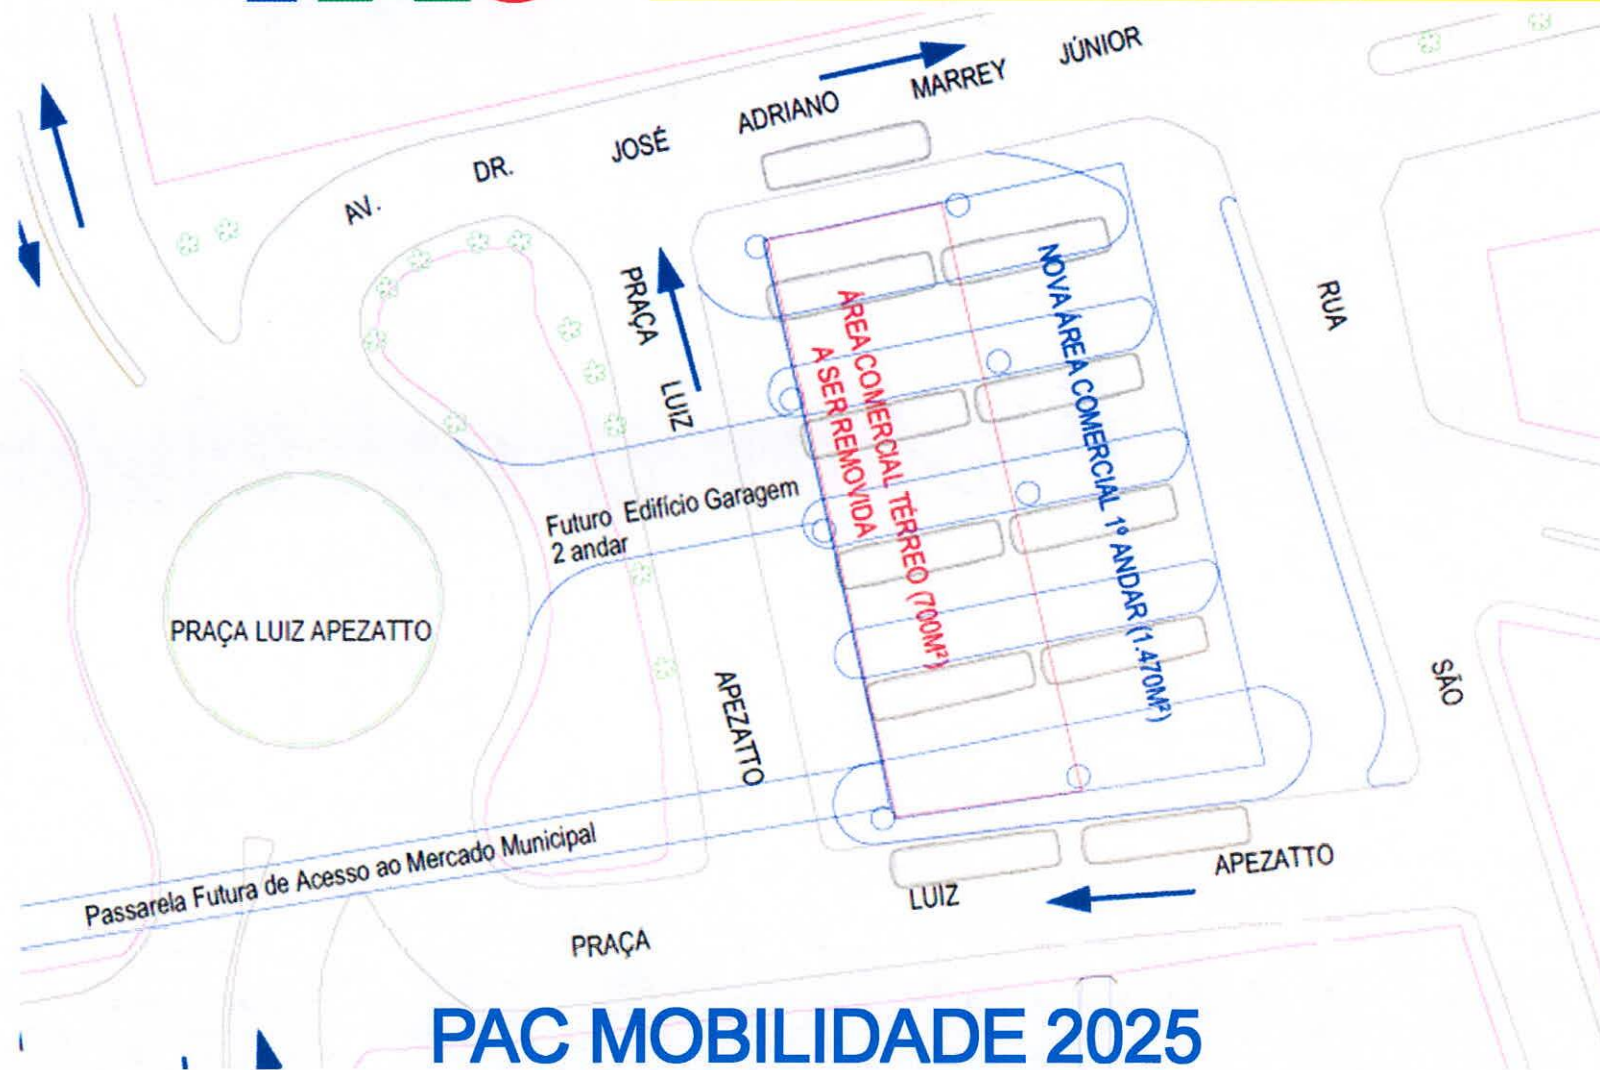 AV. DR. JOSÉ ADRIANO MARREY JÚNIOR
PRAÇA LUIZ APEZATTO
RUA SÃO
NOVA ÁREA COMERCIAL 1º ANDAR (1.470M²)
ÁREA COMERCIAL TÉRREO (700M²)
A SER REMOVIDA
Futuro Edifício Garagem
2 andar
PRAÇA LUIZ APEZATTO
Passarela Futura de Acesso ao Mercado Municipal
PRAÇA LUIZ APEZATTO
PAC MOBILIDADE 2025